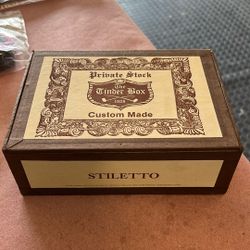 Private Stock
The
Tinder Box
1928
Custom Made
STILETTO